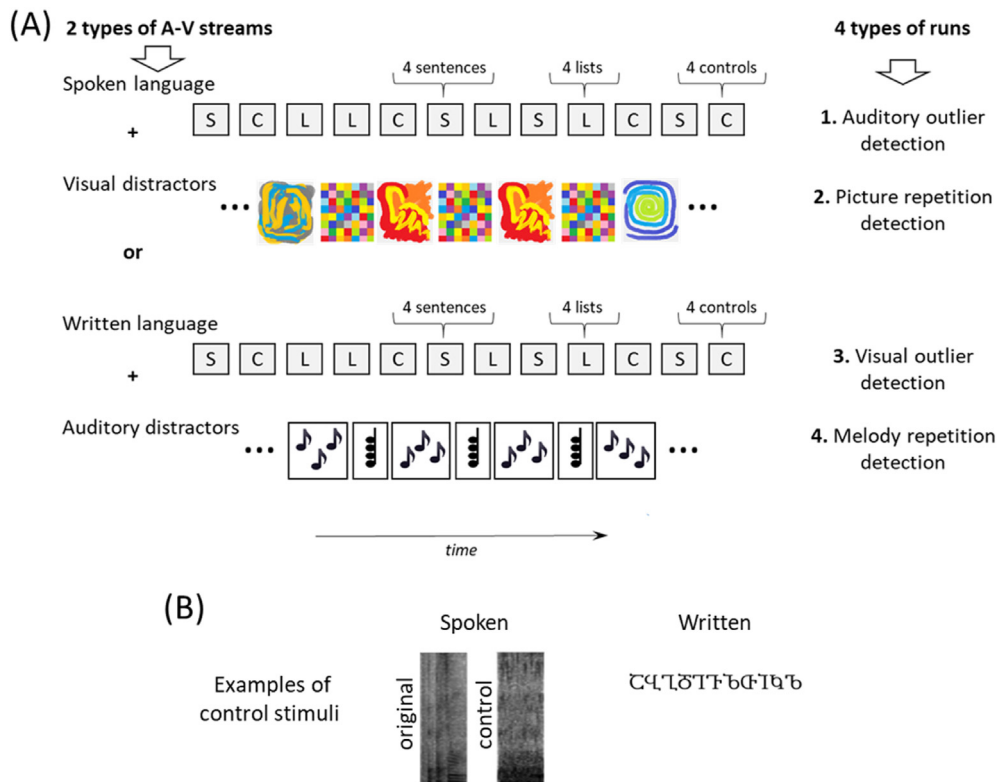 (A)
2 types of A-V streams
4 types of runs
Spoken language
4 sentences
4 lists
4 controls
S C L L C S L S L C S C
+
1. Auditory outlier
detection
Visual distractors
...
...
2. Picture repetition
detection
or
Written language
4 sentences
4 lists
4 controls
S C L L C S L S L C S C
+
3. Visual outlier
detection
Auditory distractors
...
...
4. Melody repetition
detection
time
(B)
Spoken
Written
Examples of
control stimuli
original
control